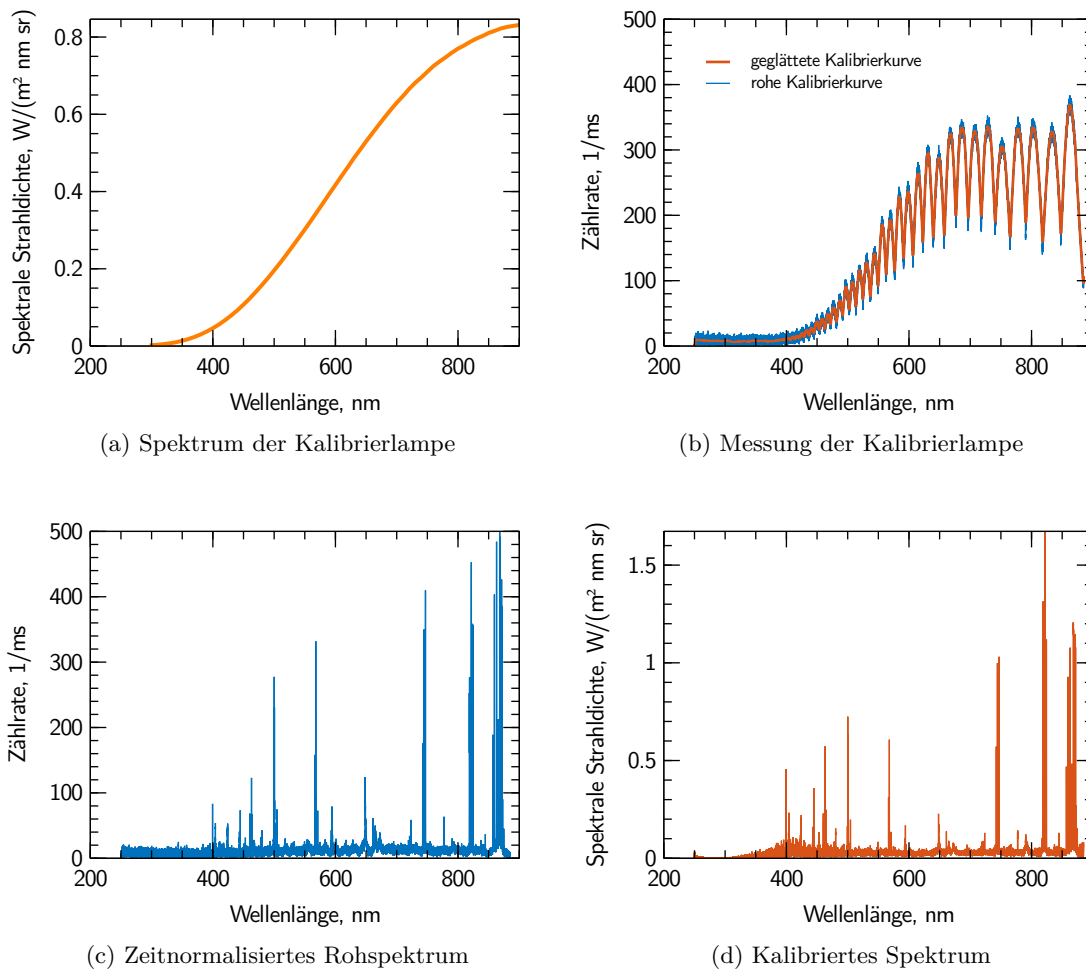 Spektrale Strahldichte, W/(m² nm sr)
0.8
0.6
0.4
0.2
0
200 400 600 800
Wellenlänge, nm
(a) Spektrum der Kalibrierlampe
Zählrate, 1/ms
500
400
300
200
100
0
geglättete Kalibrierkurve
rohe Kalibrierkurve
200 400 600 800
Wellenlänge, nm
(b) Messung der Kalibrierlampe
Zählrate, 1/ms
500
400
300
200
100
0
200 400 600 800
Wellenlänge, nm
(c) Zeitnormalisiertes Rohspektrum
Spektrale Strahldichte, W/(m² nm sr)
1.5
1
0.5
0
200 400 600 800
Wellenlänge, nm
(d) Kalibriertes Spektrum